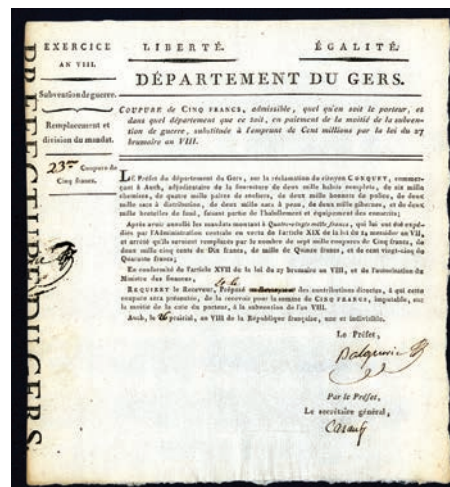 EXERCICE
AN VIII.
Subvention de guerre.
Remplacement et
division du mandat.
23me Coupure de
Cinq francs.
PREFECTURE DU GERS
LIBERTÉ. ÉGALITÉ.
DÉPARTEMENT DU GERS.
COUPURE DE CINQ FRANCS, admissible, quel qu'en soit le porteur, et
dans quel département que ce soit, en paiement de la moitié de la subven-
tion de guerre, substituée à l'emprunt de Cent millions par la loi du 27
brumaire an VIII.
LE Préfet du département du Gers, sur la réclamation du citoyen CONQUET, commer-
çant à Auch, adjudicataire de la fourniture de deux mille habits complets, de six mille
chemises, de quatre mille paires de souliers, de deux mille bonnets de police, de deux
mille sacs à distribution, de deux mille sacs à peau, de deux mille gibernes, et de deux
mille bretelles de fusil, faisant partie de l'habillement et équipement des conscrits;
Après avoir annullé les mandats montant à Quatre-vingts mille francs, qui lui ont été expé-
diés par l'Administration centrale en vertu de l'article XIX de la loi du 14 messidor an VII,
et arrêté qu'ils seraient remplacés par le nombre de sept mille coupures de Cinq francs, de
deux mille cinq cents de Dix francs, de mille de Quinze francs, et de cent vingt-cinq de
Quarante francs;
En conformité de l'article XVII de la loi du 27 brumaire an VIII, et de l'autorisation du
Ministre des finances,
REQUIERT le Receveur, Préposé des contributions directes, à qui cette
coupure sera présentée, de la recevoir pour la somme de CINQ FRANCS, imputable, sur
la moitié de la cote du porteur, à la subvention de l'an VIII.
Auch, le 26 prairial, an VIII de la République française, une et indivisible.
Le Préfet,
Balguerie
Par le Préfet,
Le secrétaire général,